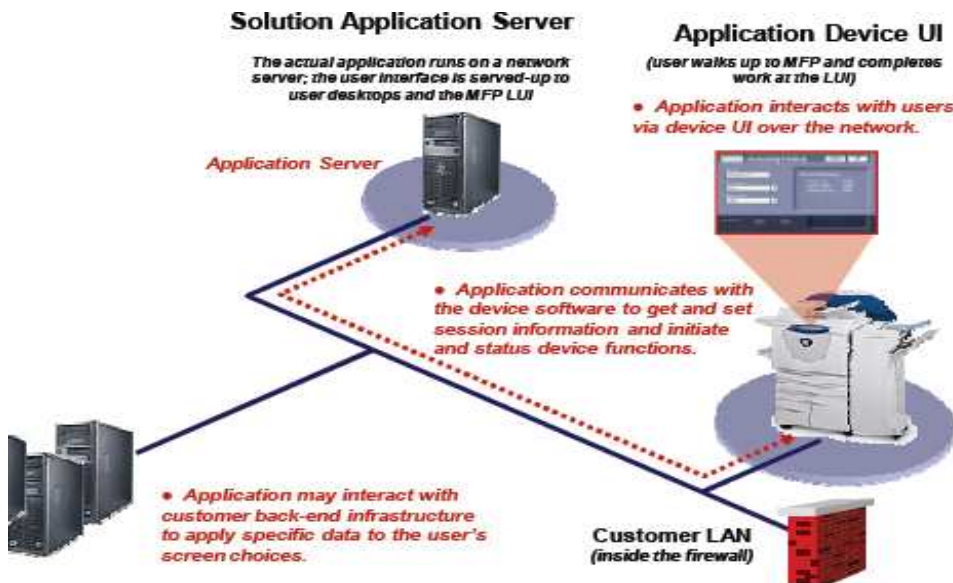 Solution Application Server
The actual application runs on a network
server; the user interface is served-up to
user desktops and the MFP LUI
Application Server
Application Device UI
(user walks up to MFP and completes
work at the LUI)
● Application interacts with users
via device UI over the network.
● Application communicates with
the device software to get and set
session information and initiate
and status device functions.
● Application may interact with
customer back-end infrastructure
to apply specific data to the user's
screen choices.
Customer LAN
(inside the firewall)